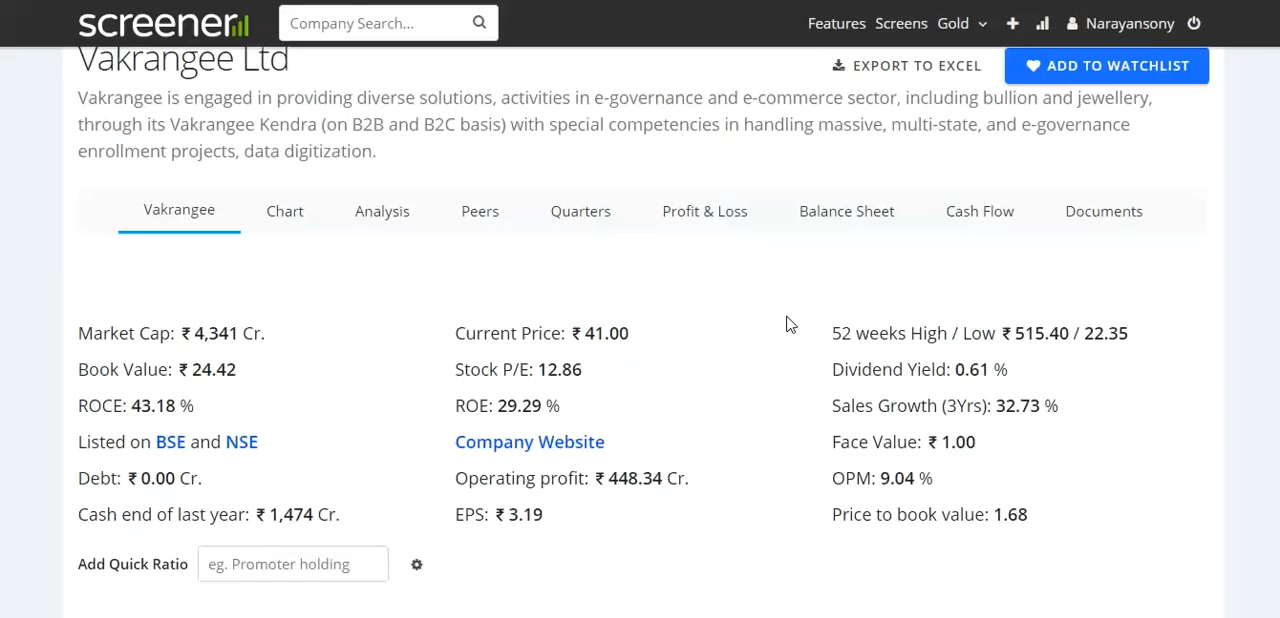 screener
Company Search...
Features Screens Gold Narayansony
Vakrangee Ltd
EXPORT TO EXCEL
ADD TO WATCHLIST
Vakrangee is engaged in providing diverse solutions, activities in e-governance and e-commerce sector, including bullion and jewellery,
through its Vakrangee Kendra (on B2B and B2C basis) with special competencies in handling massive, multi-state, and e-governance
enrollment projects, data digitization.
Vakrangee Chart Analysis Peers Quarters Profit & Loss Balance Sheet Cash Flow Documents
Market Cap: ₹ 4,341 Cr. Current Price: ₹ 41.00 52 weeks High / Low ₹ 515.40 / 22.35
Book Value: ₹ 24.42 Stock P/E: 12.86 Dividend Yield: 0.61 %
ROCE: 43.18 % ROE: 29.29 % Sales Growth (3Yrs): 32.73 %
Listed on BSE and NSE Company Website Face Value: ₹ 1.00
Debt: ₹ 0.00 Cr. Operating profit: ₹ 448.34 Cr. OPM: 9.04 %
Cash end of last year: ₹ 1,474 Cr. EPS: ₹ 3.19 Price to book value: 1.68
Add Quick Ratio eg. Promoter holding